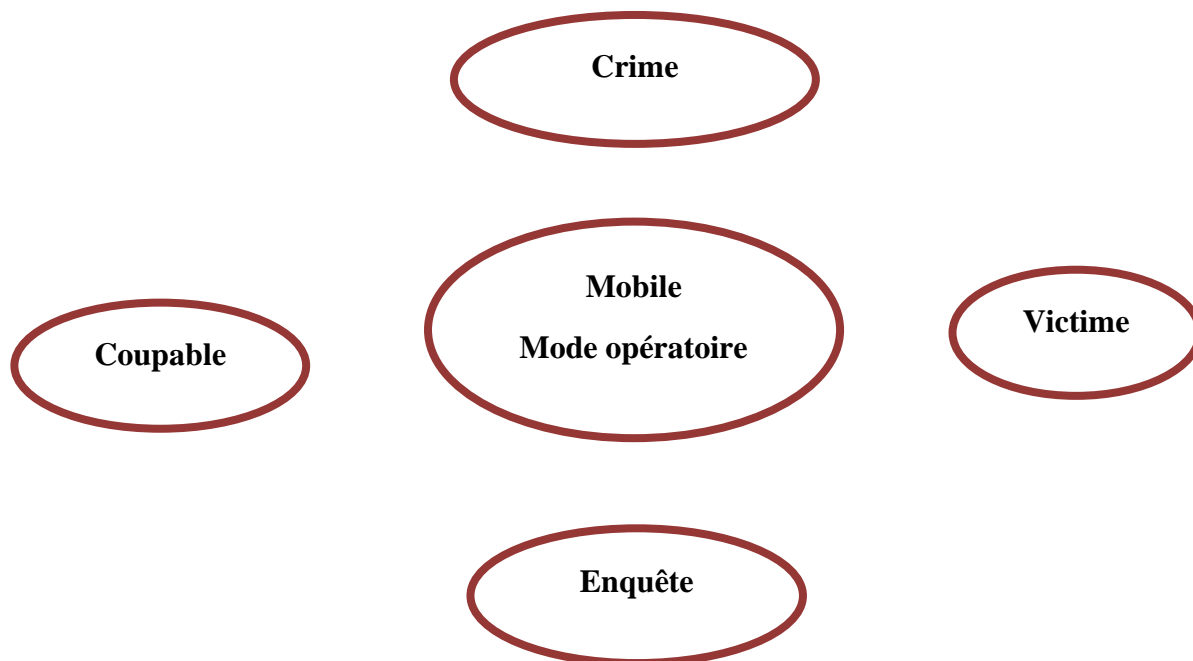 Crime
Mobile
Mode opératoire
Coupable
Victime
Enquête